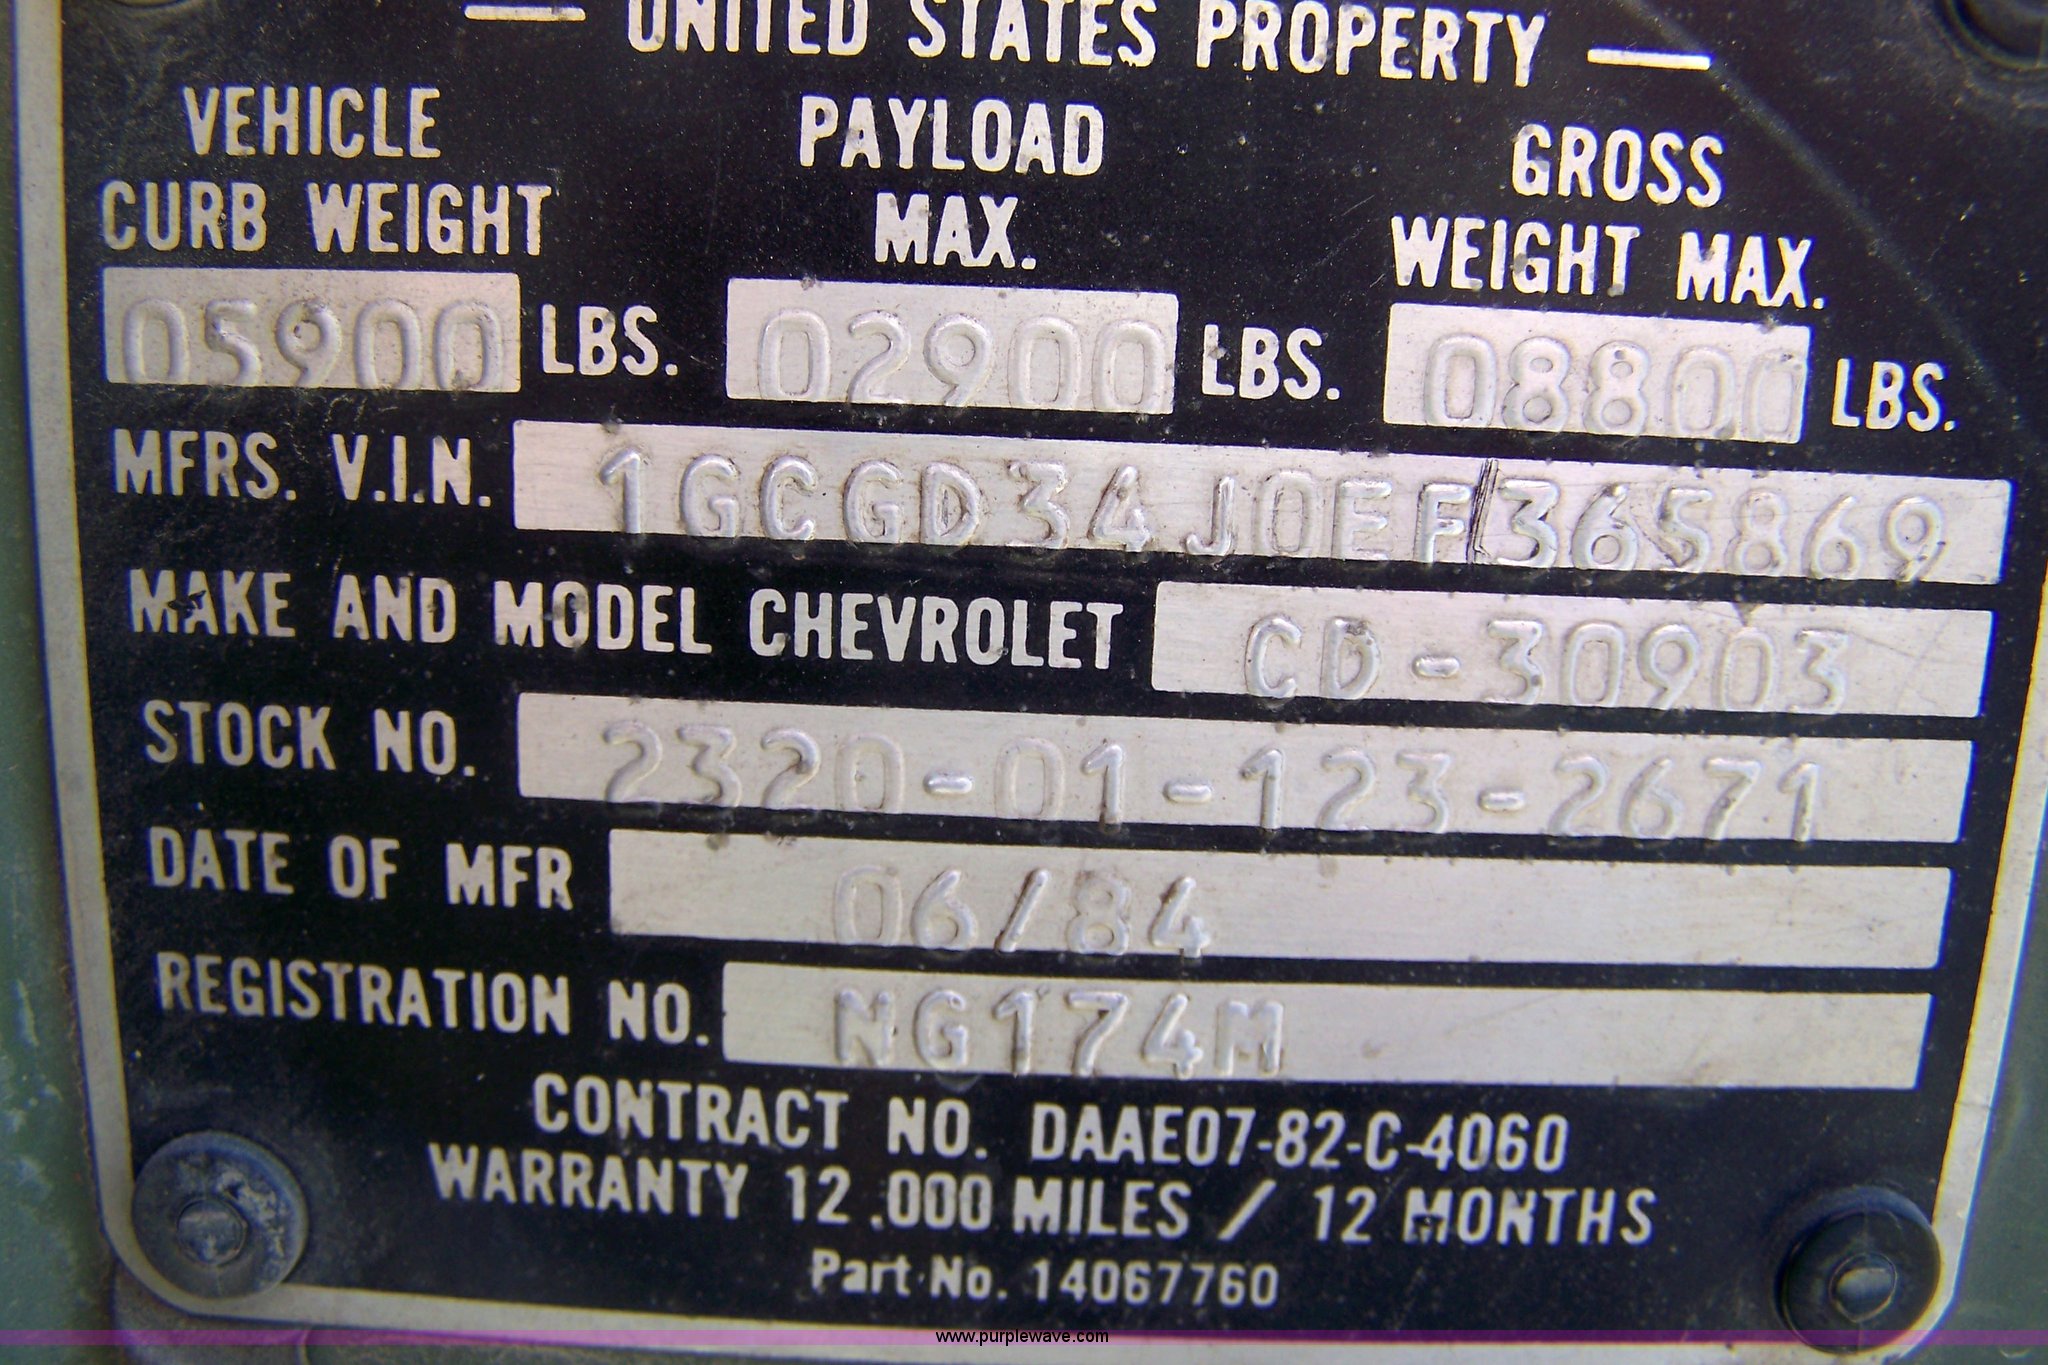 — UNITED STATES PROPERTY —
VEHICLE CURB WEIGHT 05900 LBS.
PAYLOAD MAX. 02900 LBS.
GROSS WEIGHT MAX. 08800 LBS.
MFRS. V.I.N. 1GCGD34J0EF365869
MAKE AND MODEL CHEVROLET CD-30903
STOCK NO. 2320-01-123-2671
DATE OF MFR 06/84
REGISTRATION NO. NG174M
CONTRACT NO. DAAE07-82-C-4060
WARRANTY 12.000 MILES / 12 MONTHS
Part No. 14067760
www.purplewave.com